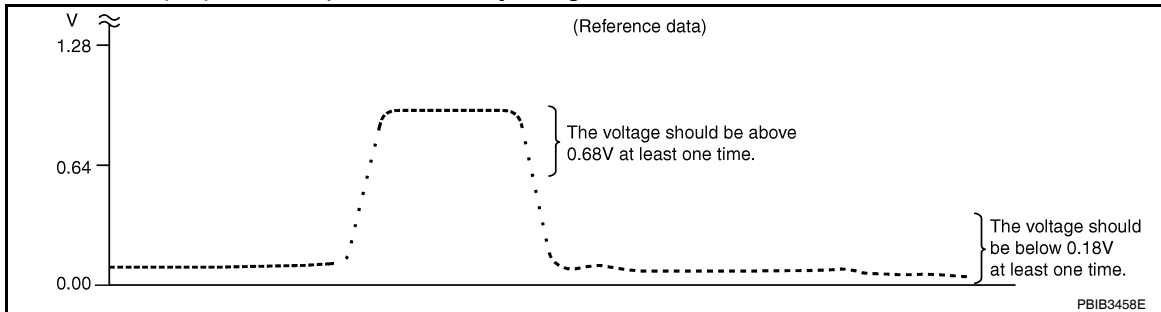 V
(Reference data)
1.28
The voltage should be above
0.68V at least one time.
0.64
The voltage should
be below 0.18V
at least one time.
0.00
PBIB3458E